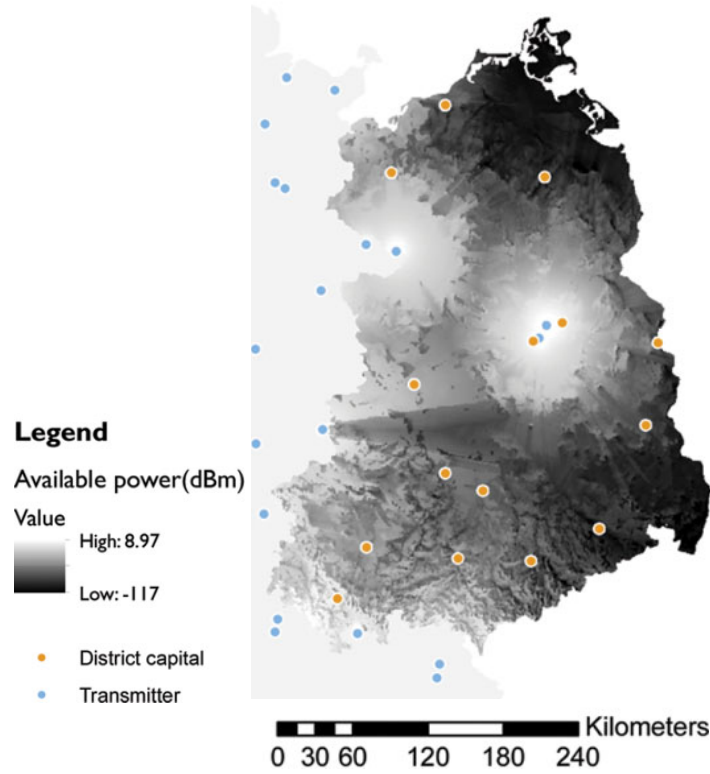 Legend
Available power(dBm)
Value
High: 8.97
Low: -117
District capital
Transmitter
Kilometers
0 30 60 120 180 240